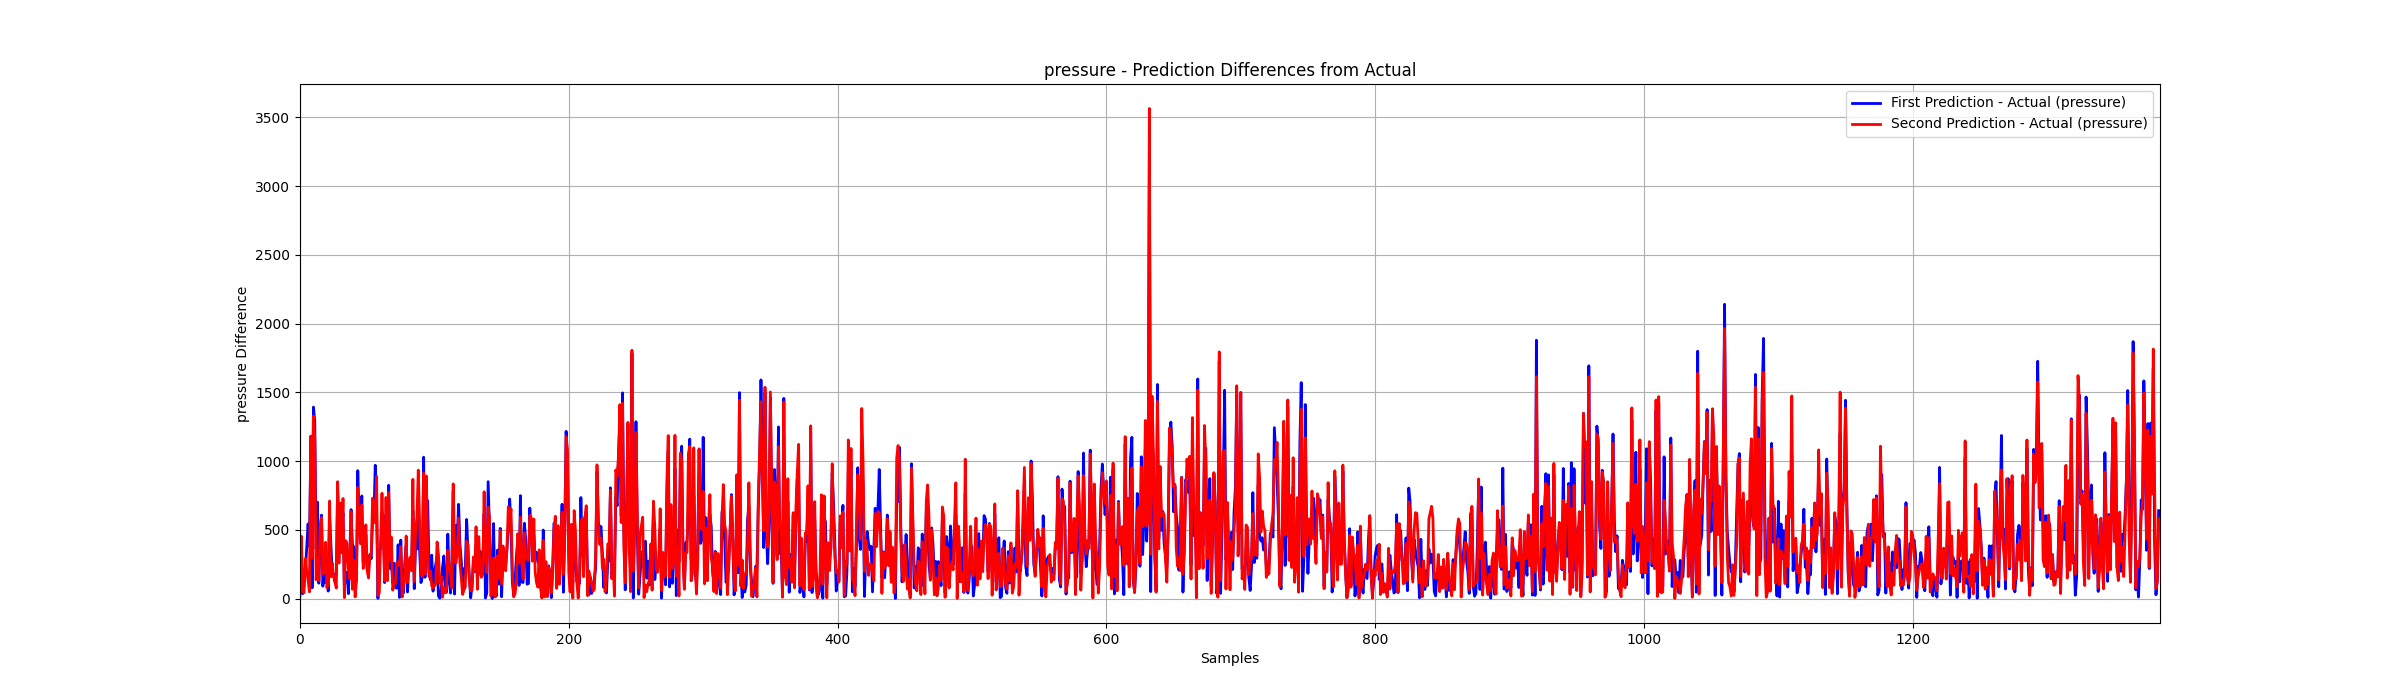 pressure - Prediction Differences from Actual
First Prediction - Actual (pressure)
Second Prediction - Actual (pressure)
pressure Difference
3500
3000
2500
2000
1500
1000
500
0
0 200 400 600 800 1000 1200
Samples